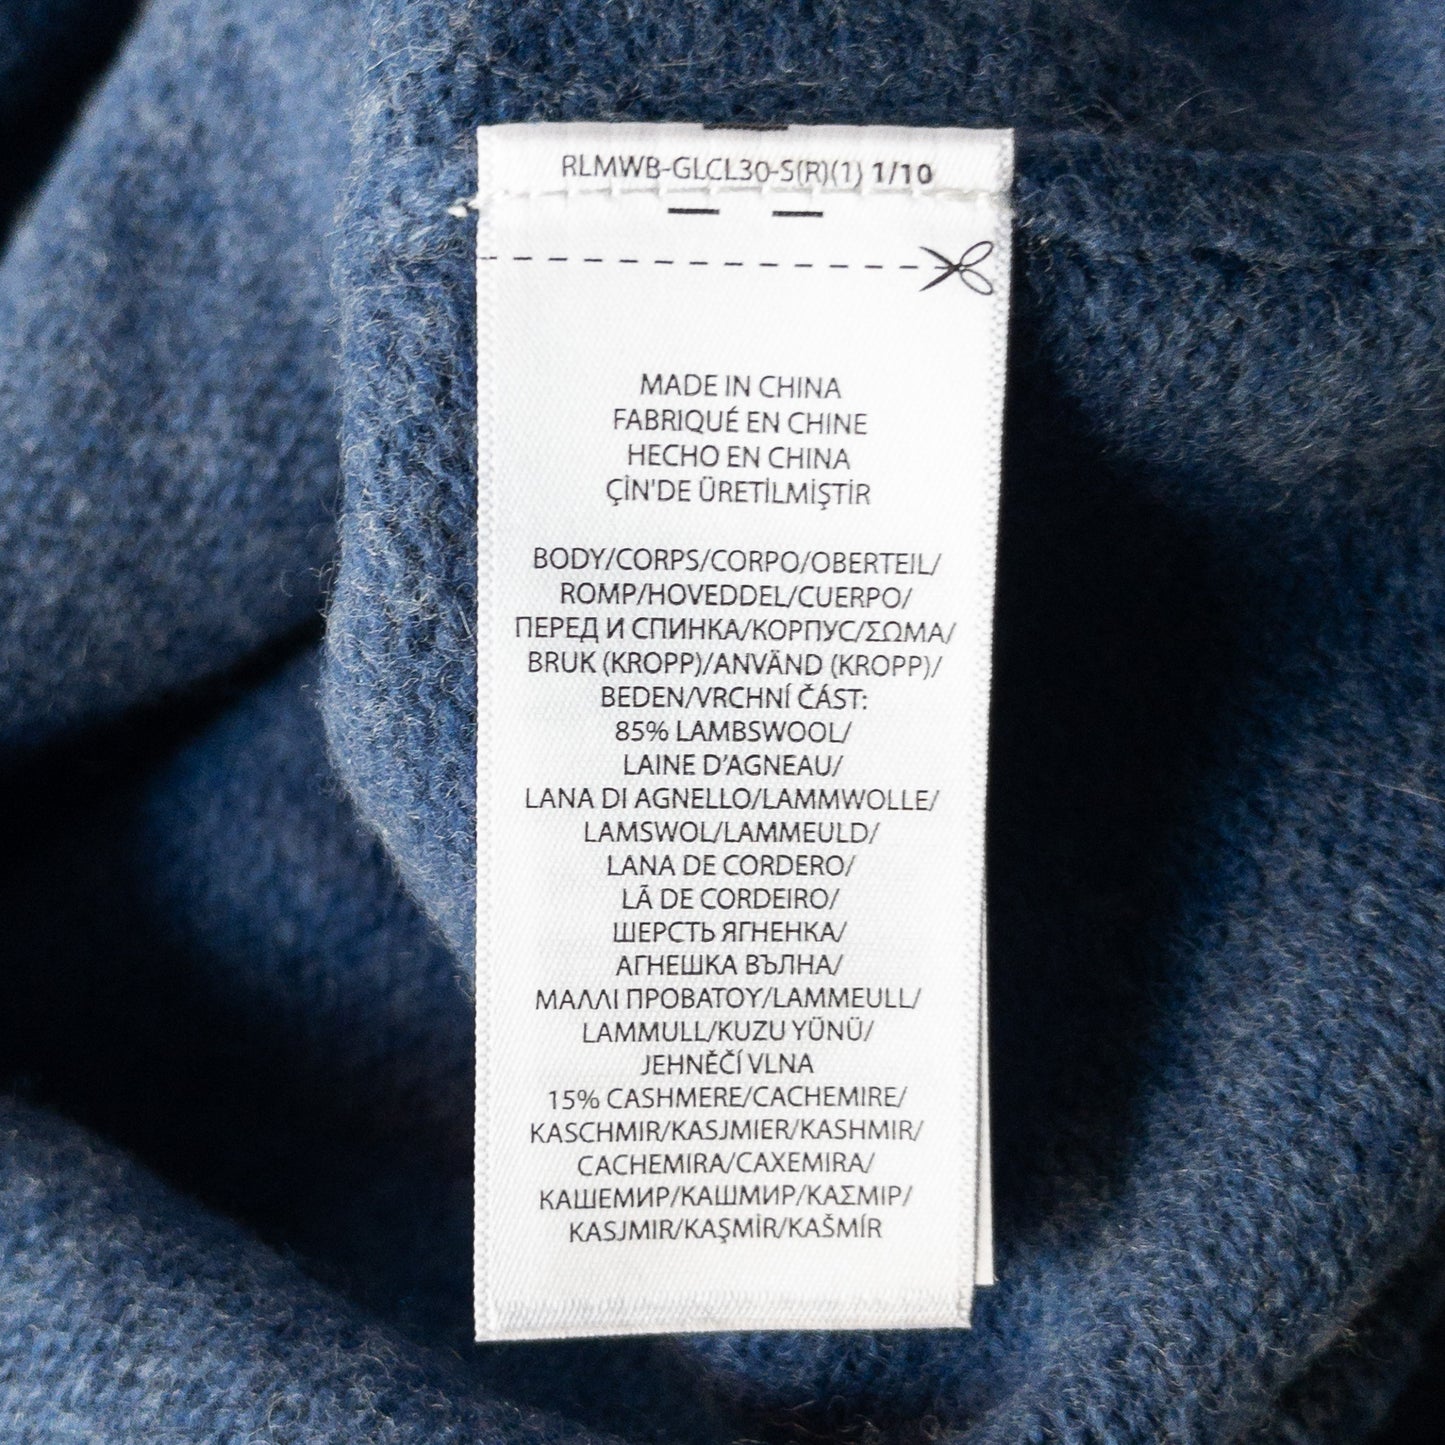 RLMWB-GLCL30-S(R)(1) 1/10
MADE IN CHINA
FABRIQUÉ EN CHINE
HECHO EN CHINA
ÇİN'DE ÜRETİLMİŞTİR
BODY/CORPS/CORPO/OBERTEIL/
ROMP/HOVEDDEL/CUERPO/
ПЕРЕД И СПИНКА/КОРПУС/ΣΩΜΑ/
BRUK (KROPP)/ANVÄND (KROPP)/
BEDEN/VRCHNÍ ČÁST:
85% LAMBSWOOL/
LAINE D’AGNEAU/
LANA DI AGNELLO/LAMMWOLLE/
LAMSWOL/LAMMEULD/
LANA DE CORDERO/
LÃ DE CORDEIRO/
ШЕРСТЬ ЯГНЕНКА/
АГНЕШКА ВЪЛНА/
ΜΑΛΛΙ ΠΡΟΒΑΤΟΥ/LAMMEULL/
LAMMULL/KUZU YÜNÜ/
JEHNĚČÍ VLNA
15% CASHMERE/CACHEMIRE/
KASCHMIR/KASJMIER/KASHMIR/
CACHEMIRA/CAXEMIRA/
КАШЕМИР/КАШМИР/ΚΑΣΜΙΡ/
KASJMIR/KAŞMİR/KAŠMÍR